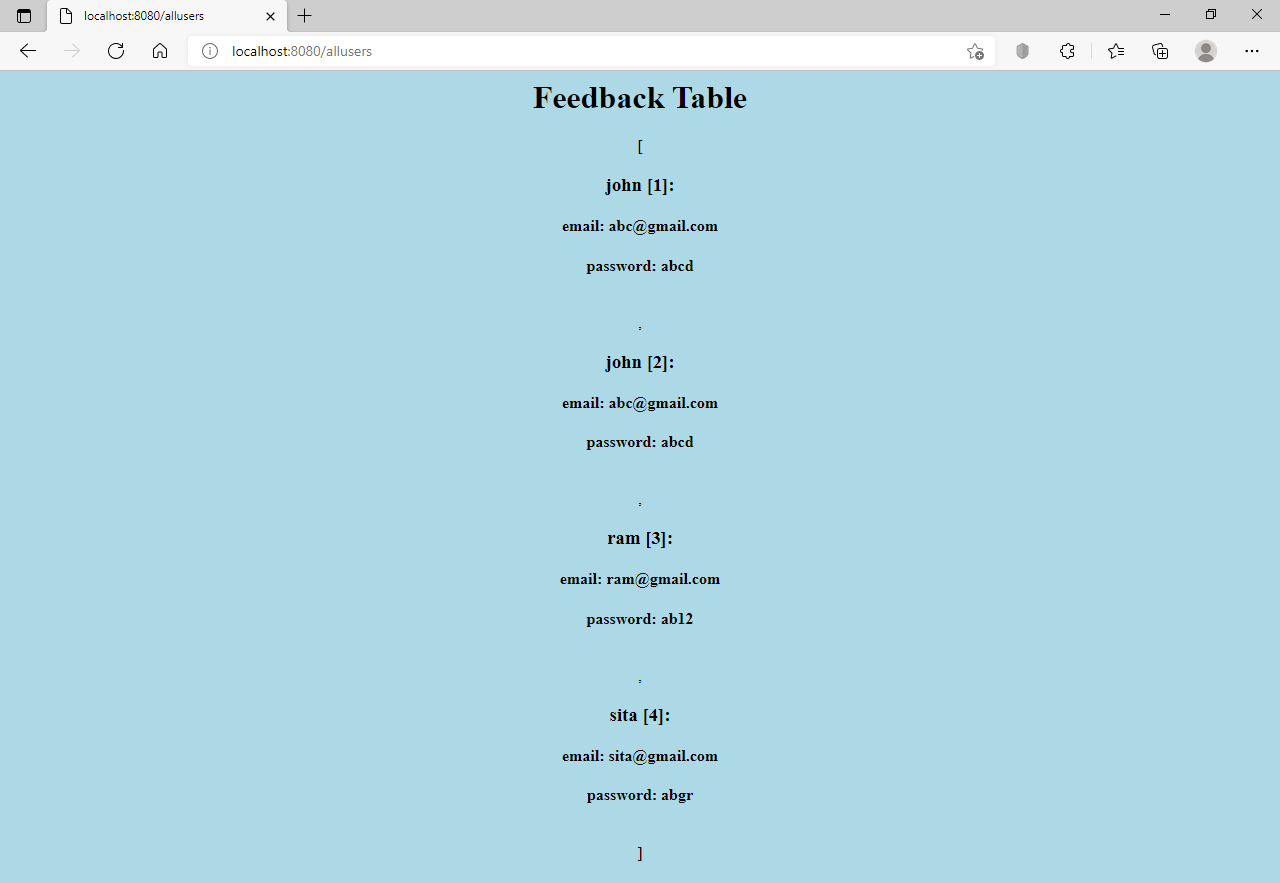 localhost:8080/allusers
localhost:8080/allusers
Feedback Table
[
john [1]:
email: abc@gmail.com
password: abcd
,
john [2]:
email: abc@gmail.com
password: abcd
,
ram [3]:
email: ram@gmail.com
password: ab12
,
sita [4]:
email: sita@gmail.com
password: abgr
]